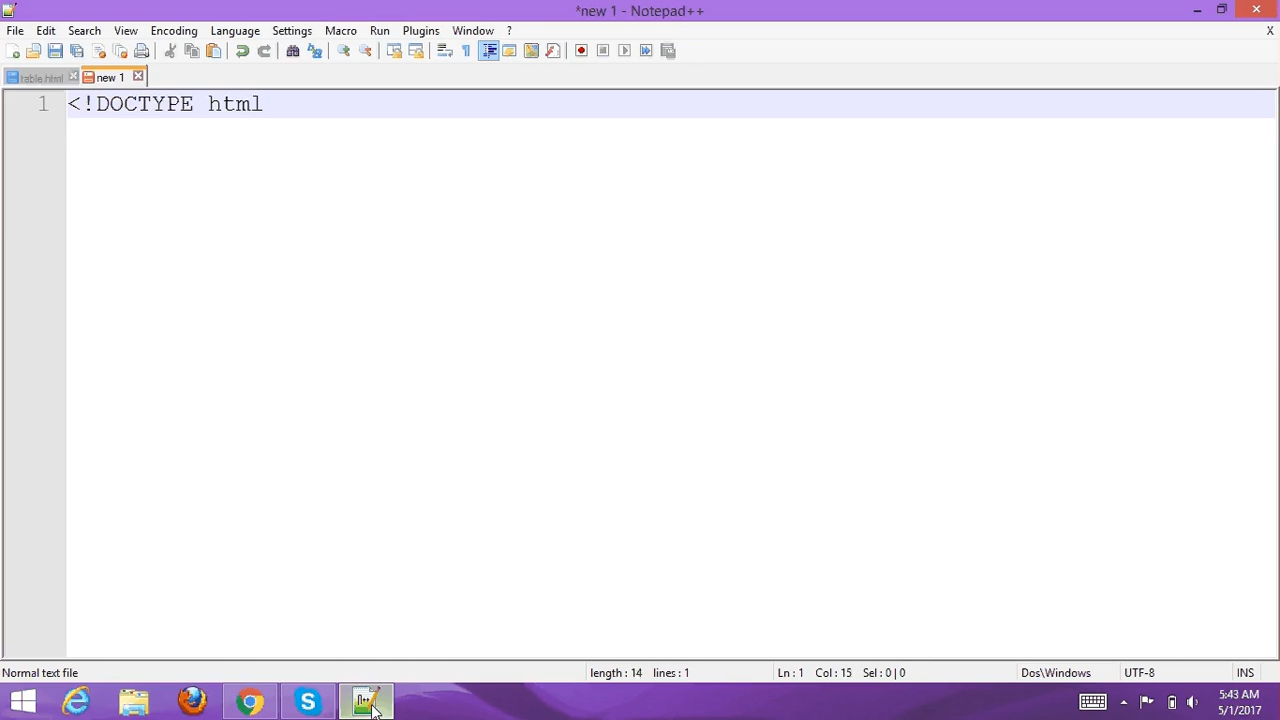 *new 1 - Notepad++
File Edit Search View Encoding Language Settings Macro Run Plugins Window ? X
table.html new 1
1 <!DOCTYPE html
Normal text file length : 14 lines : 1 Ln : 1 Col : 15 Sel : 0 | 0 Dos\Windows UTF-8 INS
5:43 AM
5/1/2017